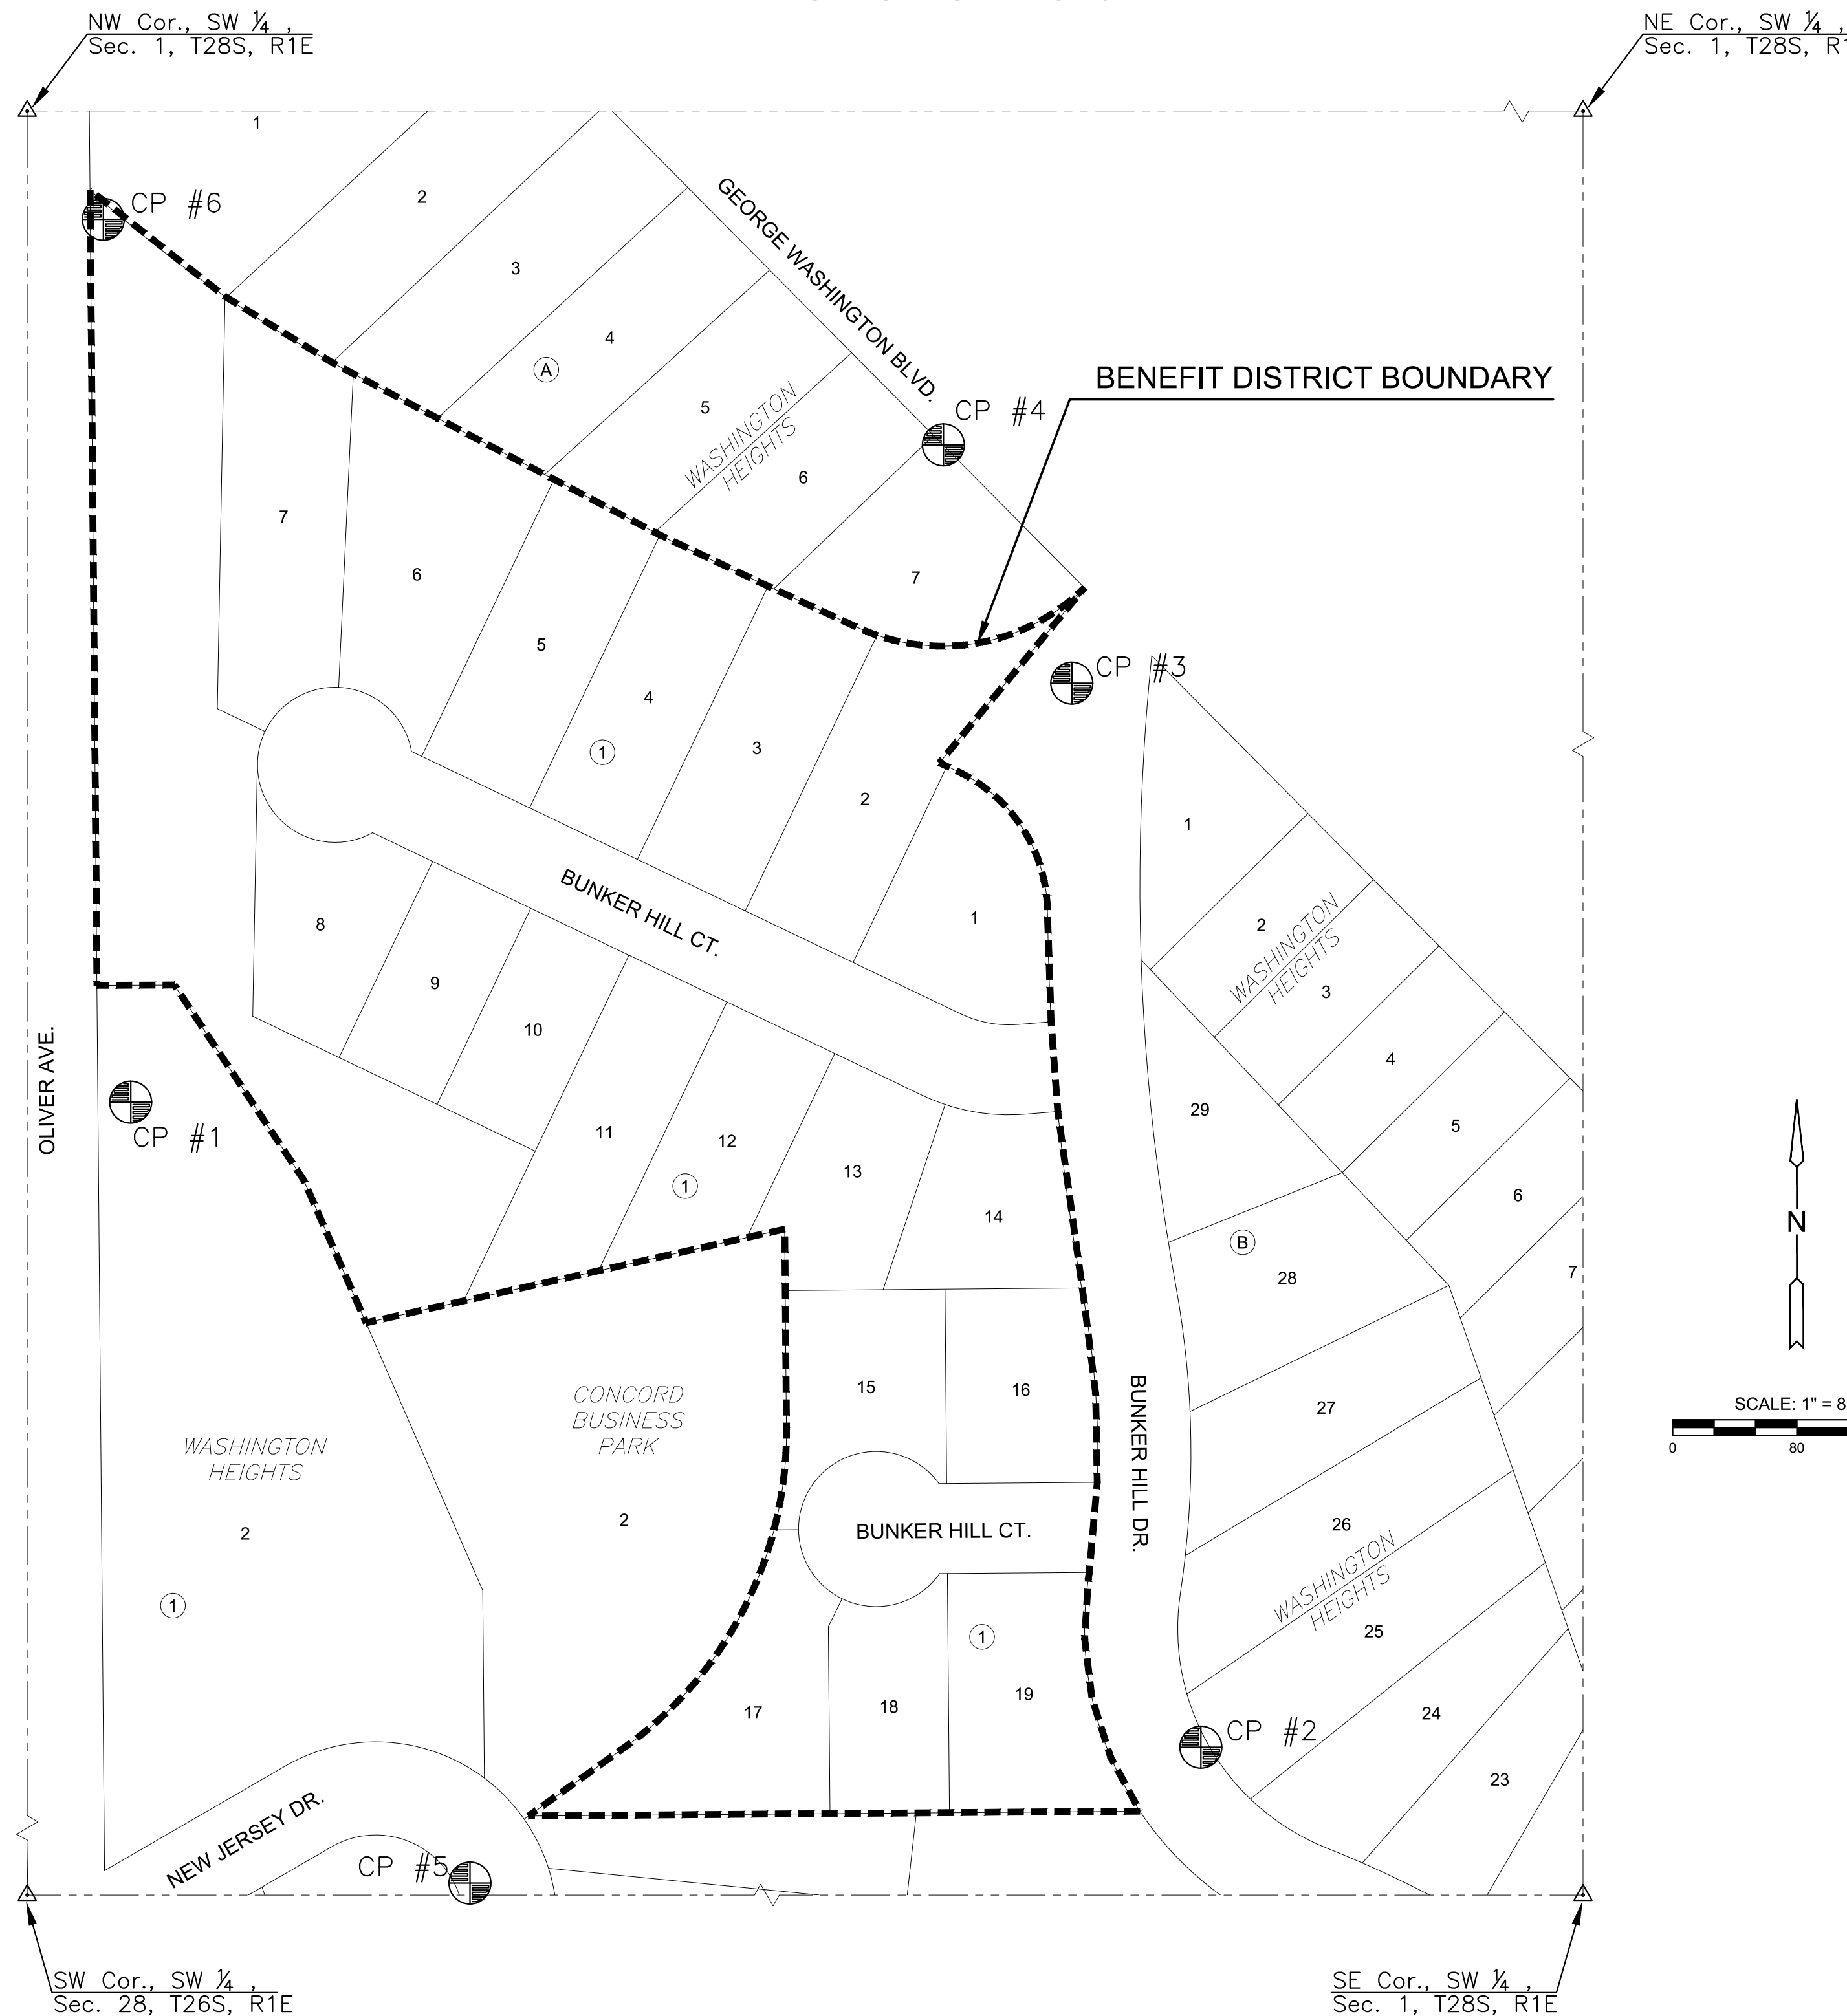 NW Cor., SW ¼ ,
Sec. 1, T28S, R1E
NE Cor., SW ¼ ,
Sec. 1, T28S,
1
2
3
4
5
6
7
A
CP #6
GEORGE WASHINGTON BLVD.
WASHINGTON
HEIGHTS
CP #4
BENEFIT DISTRICT BOUNDARY
CP #3
7
6
5
4
3
2
1
1
BUNKER HILL CT.
8
9
10
11
12
13
14
1
OLIVER AVE.
CP #1
1
2
WASHINGTON
HEIGHTS
3
4
5
6
7
29
B
28
27
26
WASHINGTON
HEIGHTS
25
24
23
N
SCALE: 1" = 8
0
80
WASHINGTON
HEIGHTS
2
1
CONCORD
BUSINESS
PARK
2
15
16
BUNKER HILL CT.
BUNKER HILL DR.
1
17
18
19
CP #2
NEW JERSEY DR.
CP #5
SW Cor., SW ¼ ,
Sec. 28, T26S, R1E
SE Cor., SW ¼ ,
Sec. 1, T28S, R1E